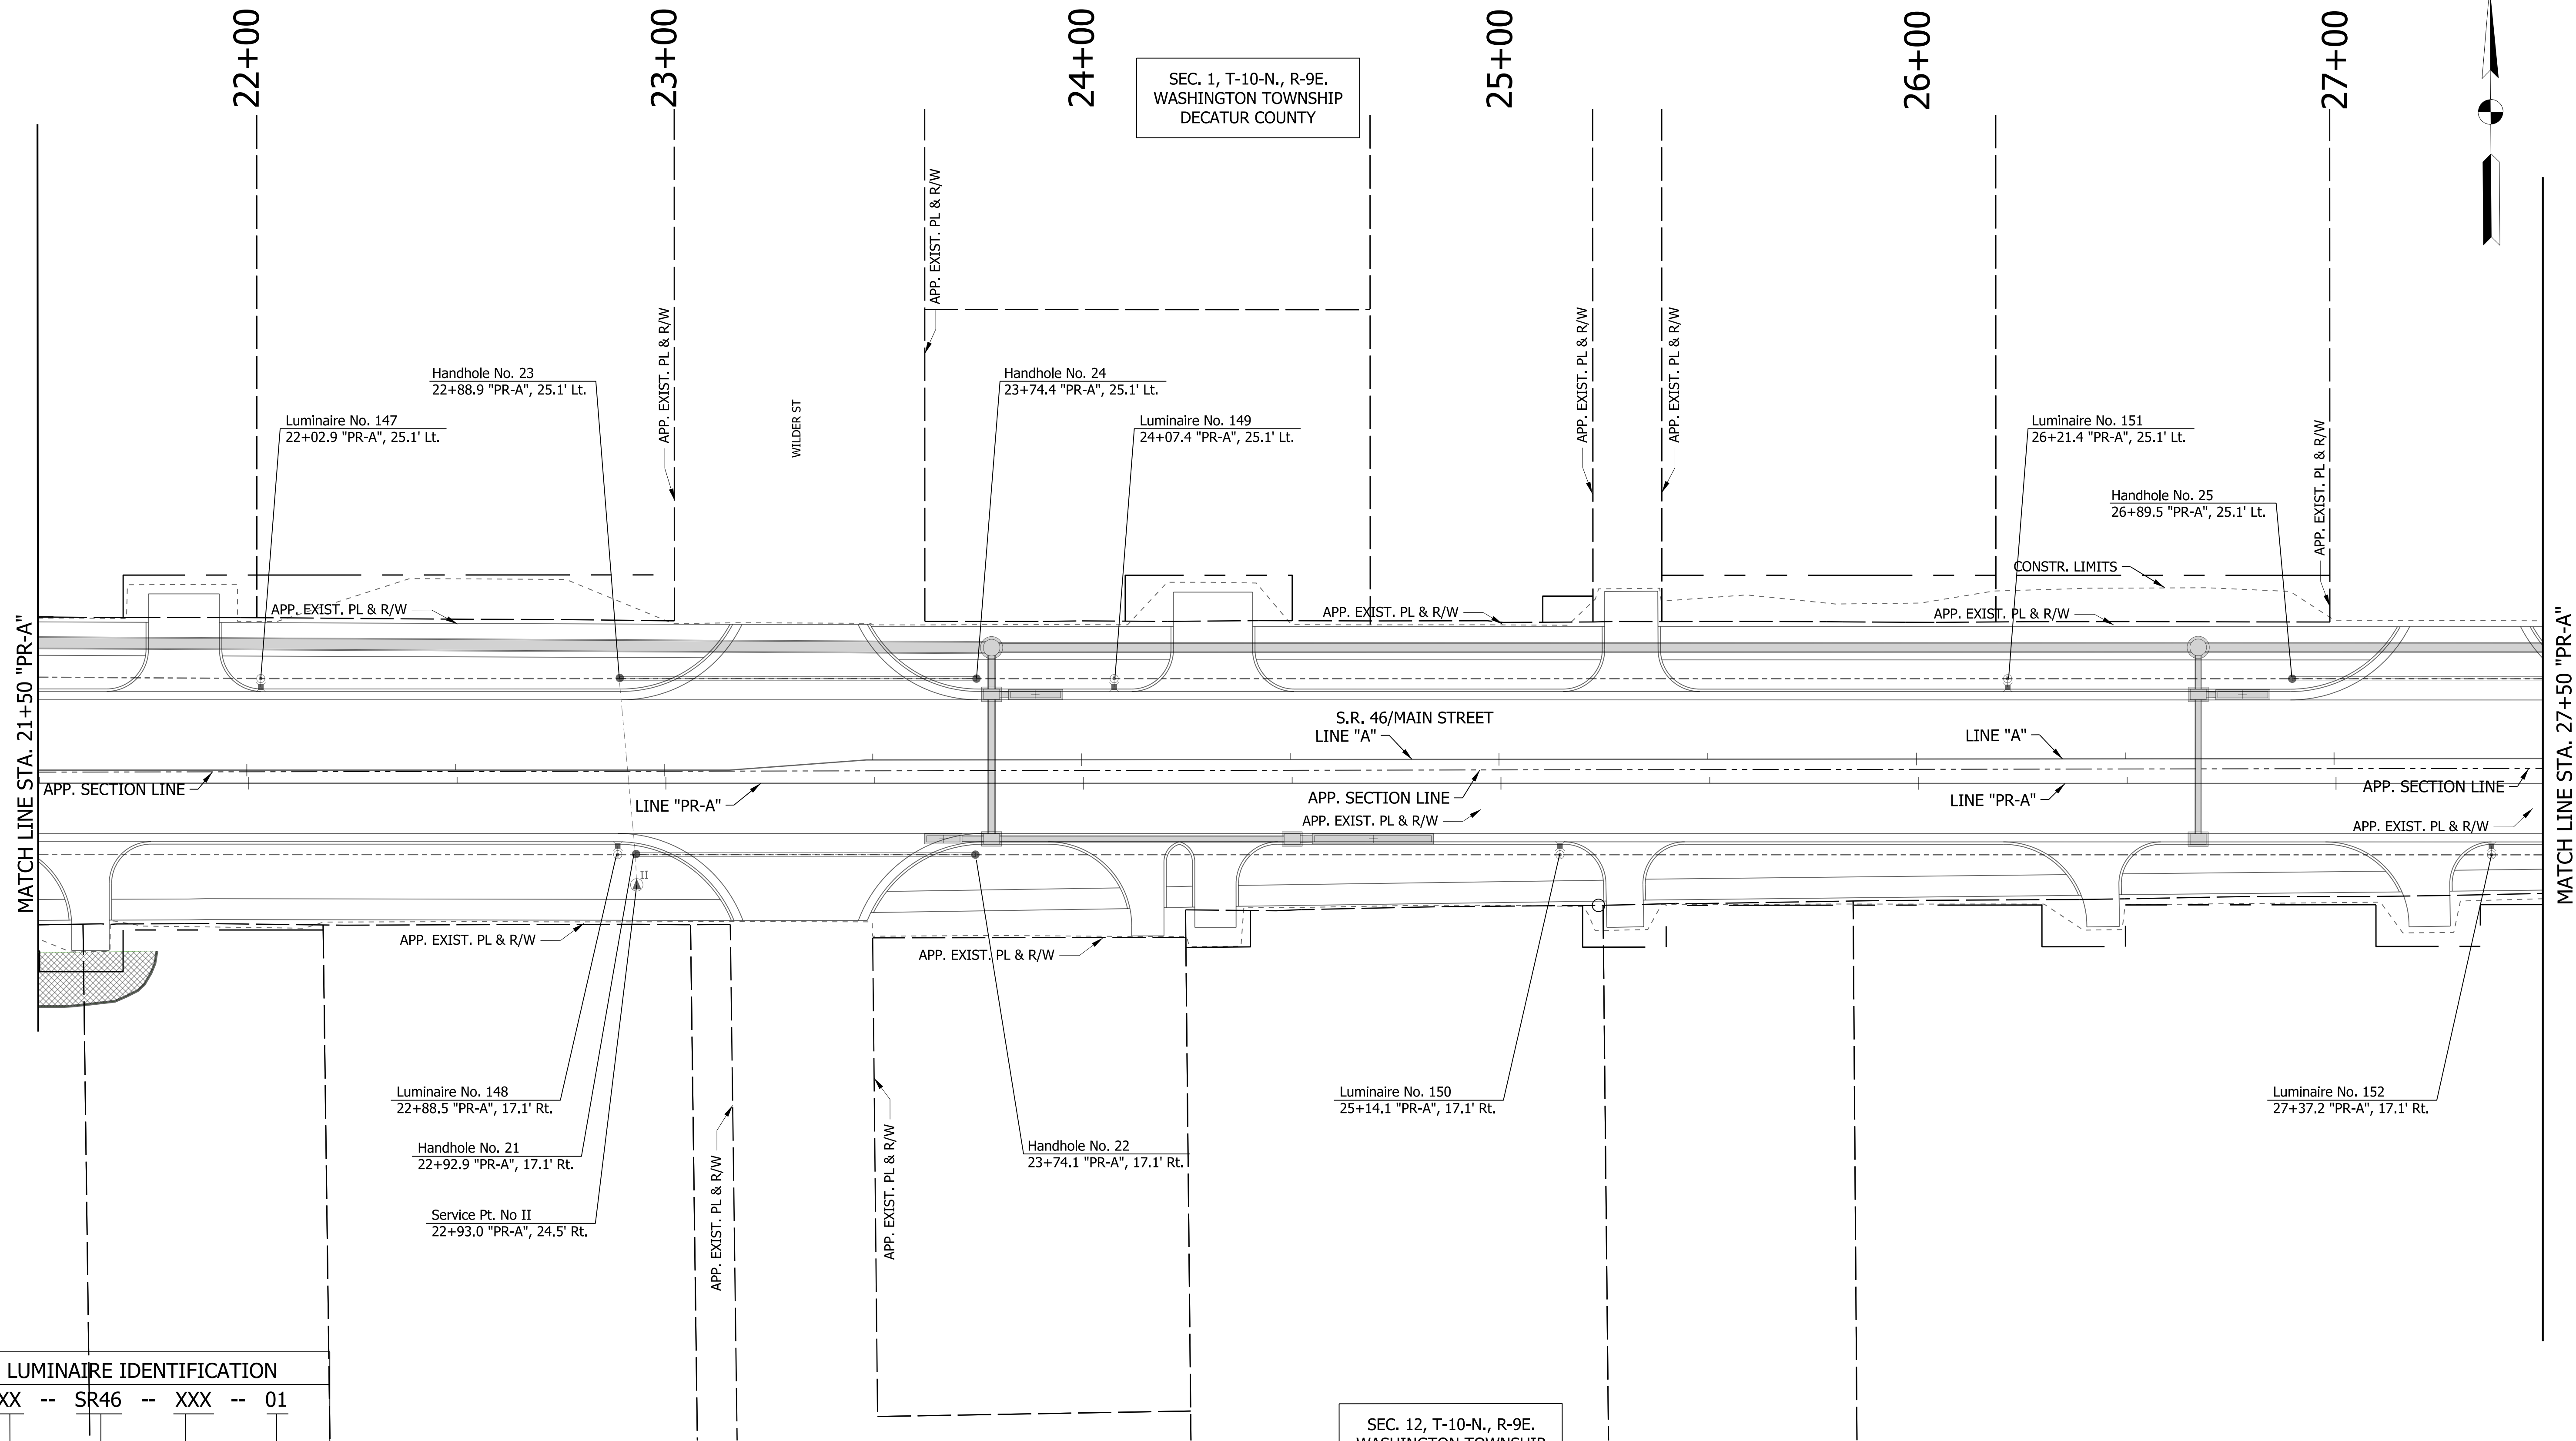 22+00
23+00
24+00
25+00
26+00
27+00
SEC. 1, T-10-N., R-9E.
WASHINGTON TOWNSHIP
DECATUR COUNTY
APP. EXIST. PL & R/W
APP. EXIST. PL & R/W
APP. EXIST. PL & R/W
APP. EXIST. PL & R/W
APP. EXIST. PL & R/W
Handhole No. 23
22+88.9 "PR-A", 25.1' Lt.
Handhole No. 24
23+74.4 "PR-A", 25.1' Lt.
Luminaire No. 147
22+02.9 "PR-A", 25.1' Lt.
WILDER ST
Luminaire No. 149
24+07.4 "PR-A", 25.1' Lt.
Luminaire No. 151
26+21.4 "PR-A", 25.1' Lt.
Handhole No. 25
26+89.5 "PR-A", 25.1' Lt.
CONSTR. LIMITS
APP. EXIST. PL & R/W
APP. EXIST. PL & R/W
APP. EXIST. PL & R/W
MATCH LINE STA. 21+50 "PR-A"
MATCH LINE STA. 27+50 "PR-A"
S.R. 46/MAIN STREET
LINE "A"
LINE "A"
APP. SECTION LINE
LINE "PR-A"
APP. SECTION LINE
LINE "PR-A"
APP. SECTION LINE
APP. EXIST. PL & R/W
APP. EXIST. PL & R/W
II
APP. EXIST. PL & R/W
APP. EXIST. PL & R/W
Luminaire No. 148
22+88.5 "PR-A", 17.1' Rt.
Luminaire No. 150
25+14.1 "PR-A", 17.1' Rt.
Luminaire No. 152
27+37.2 "PR-A", 17.1' Rt.
Handhole No. 21
22+92.9 "PR-A", 17.1' Rt.
Handhole No. 22
23+74.1 "PR-A", 17.1' Rt.
APP. EXIST. PL & R/W
APP. EXIST. PL & R/W
Service Pt. No II
22+93.0 "PR-A", 24.5' Rt.
LUMINAIRE IDENTIFICATION
XX -- SR46 -- XXX -- 01
SEC. 12, T-10-N., R-9E.
WASHINGTON TOWNSHIP